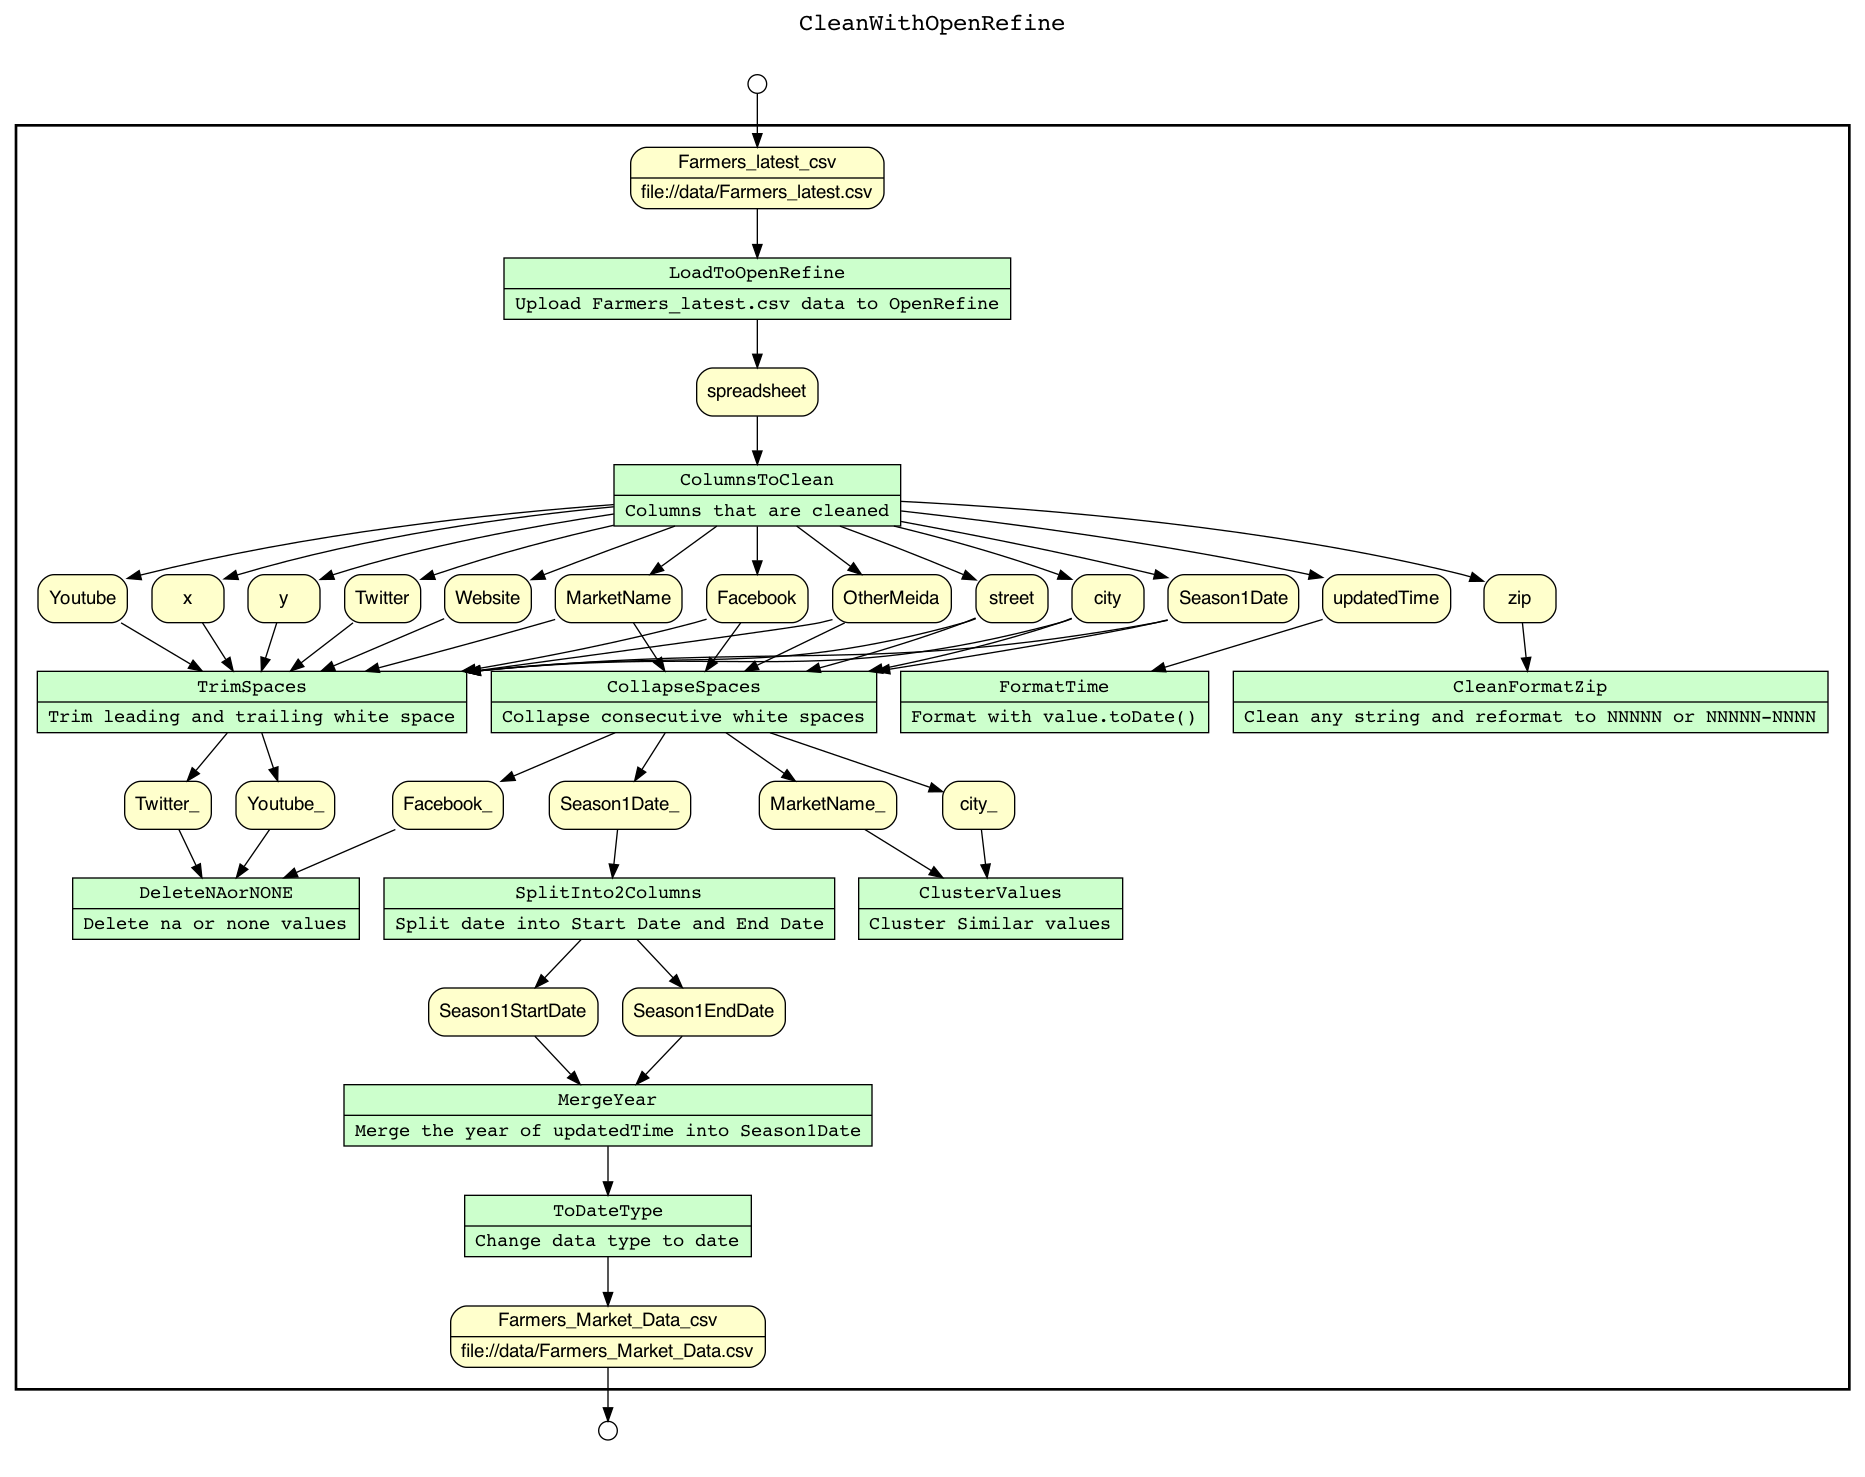 CleanWithOpenRefine
Farmers_latest_csv
file://data/Farmers_latest.csv
LoadToOpenRefine
Upload Farmers_latest.csv data to OpenRefine
spreadsheet
ColumnsToClean
Columns that are cleaned
Youtube
x
y
Twitter
Website
MarketName
Facebook
OtherMeida
street
city
Season1Date
updatedTime
zip
TrimSpaces
Trim leading and trailing white space
CollapseSpaces
Collapse consecutive white spaces
FormatTime
Format with value.toDate()
CleanFormatZip
Clean any string and reformat to NNNNN or NNNNN-NNNN
Twitter_
Youtube_
Facebook_
Season1Date_
MarketName_
city_
DeleteNAorNONE
Delete na or none values
SplitInto2Columns
Split date into Start Date and End Date
ClusterValues
Cluster Similar values
Season1StartDate
Season1EndDate
MergeYear
Merge the year of updatedTime into Season1Date
ToDateType
Change data type to date
Farmers_Market_Data_csv
file://data/Farmers_Market_Data.csv